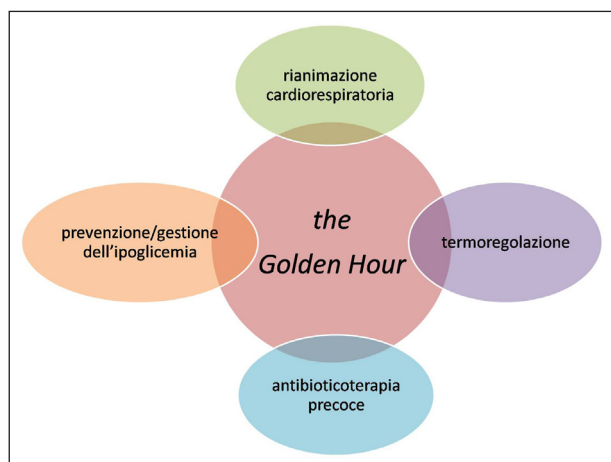 rianimazione
cardiorespiratoria
the
Golden Hour
prevenzione/gestione
dell'ipoglicemia
termoregolazione
antibioticoterapia
precoce